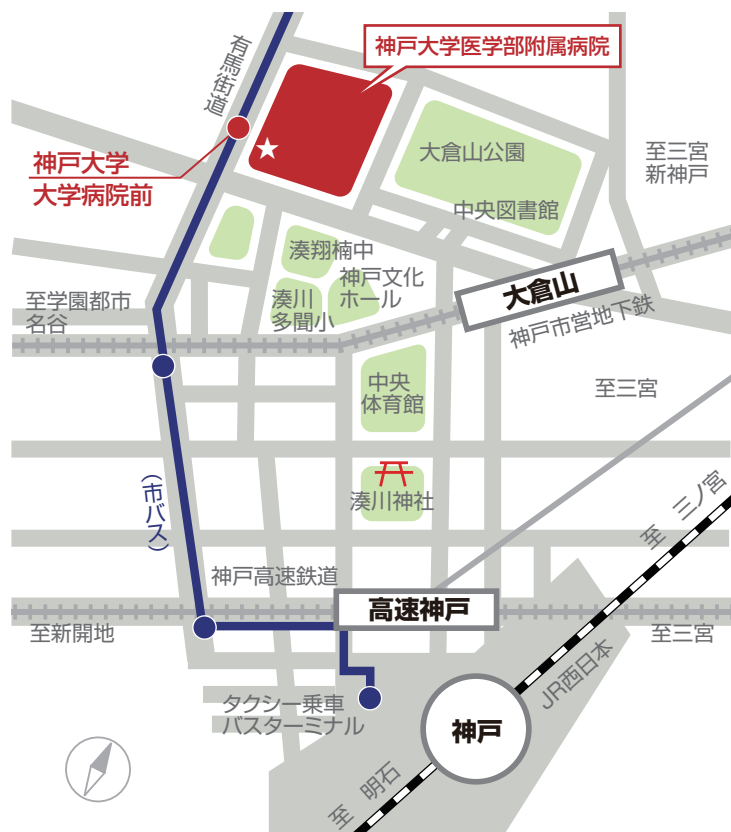 神戸大学医学部附属病院
有馬街道
神戸大学
大学病院前
大倉山公園
中央図書館
至三宮
新神戸
湊翔楠中
神戸文化
ホール
湊川
多聞小
大倉山
神戸市営地下鉄
至学園都市
名谷
中央
体育館
至三宮
湊川神社
(市バス)
至 三ノ宮
神戸高速鉄道
高速神戸
至新開地
至三宮
JR西日本
タクシー乗車
バスターミナル
神戸
至 明石